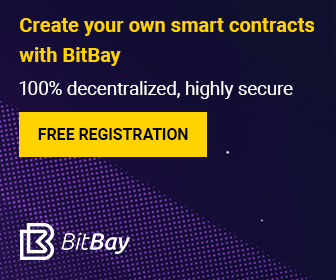 Create your own smart contracts
with BitBay
100% decentralized, highly secure
FREE REGISTRATION
BitBay